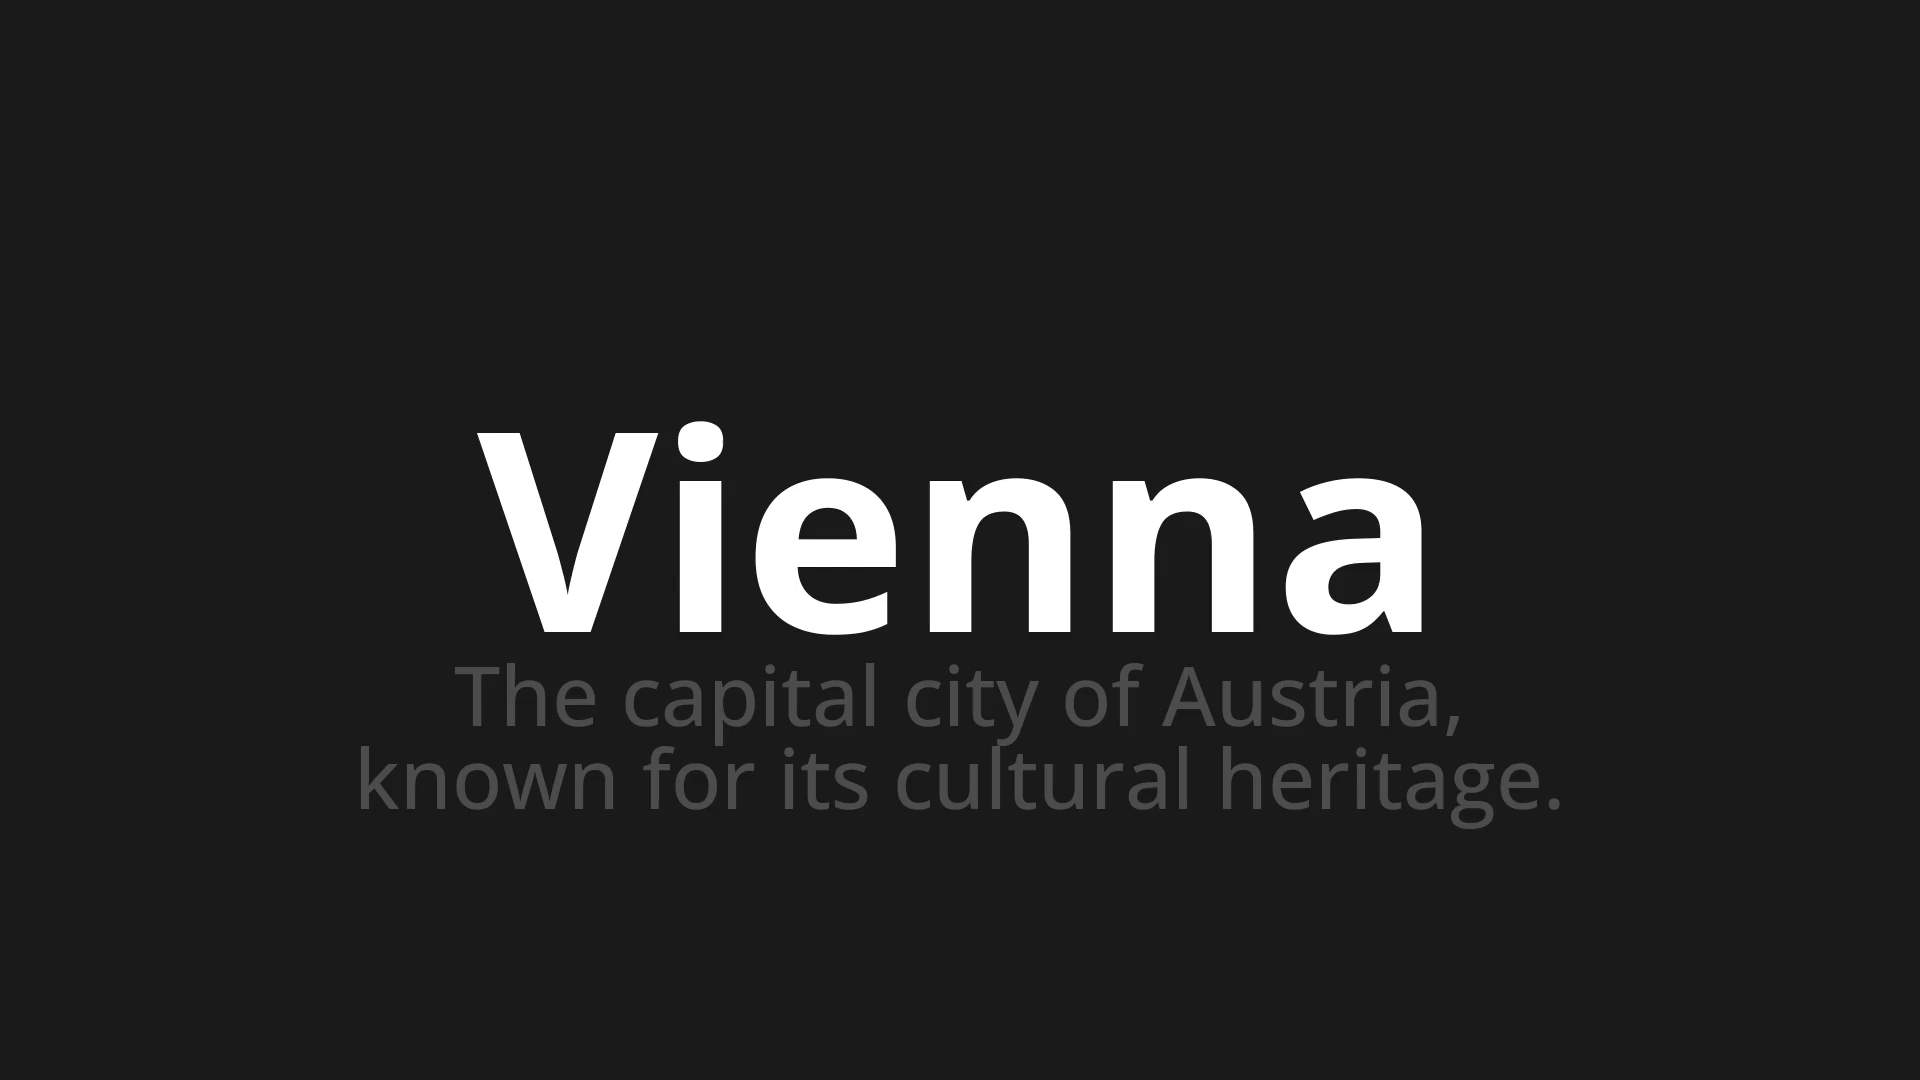 Vienna
The capital city of Austria,
known for its cultural heritage.